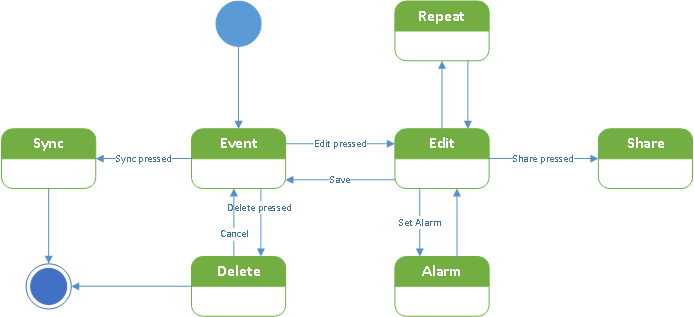 Repeat
Sync
Event
Edit pressed
Edit
Share
Sync pressed
Share pressed
Save
Delete pressed
Set Alarm
Cancel
Delete
Alarm